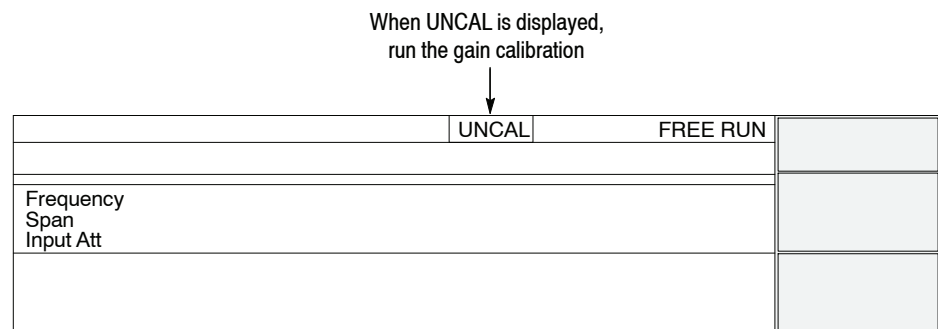 When UNCAL is displayed,
run the gain calibration
UNCAL FREE RUN
Frequency
Span
Input Att